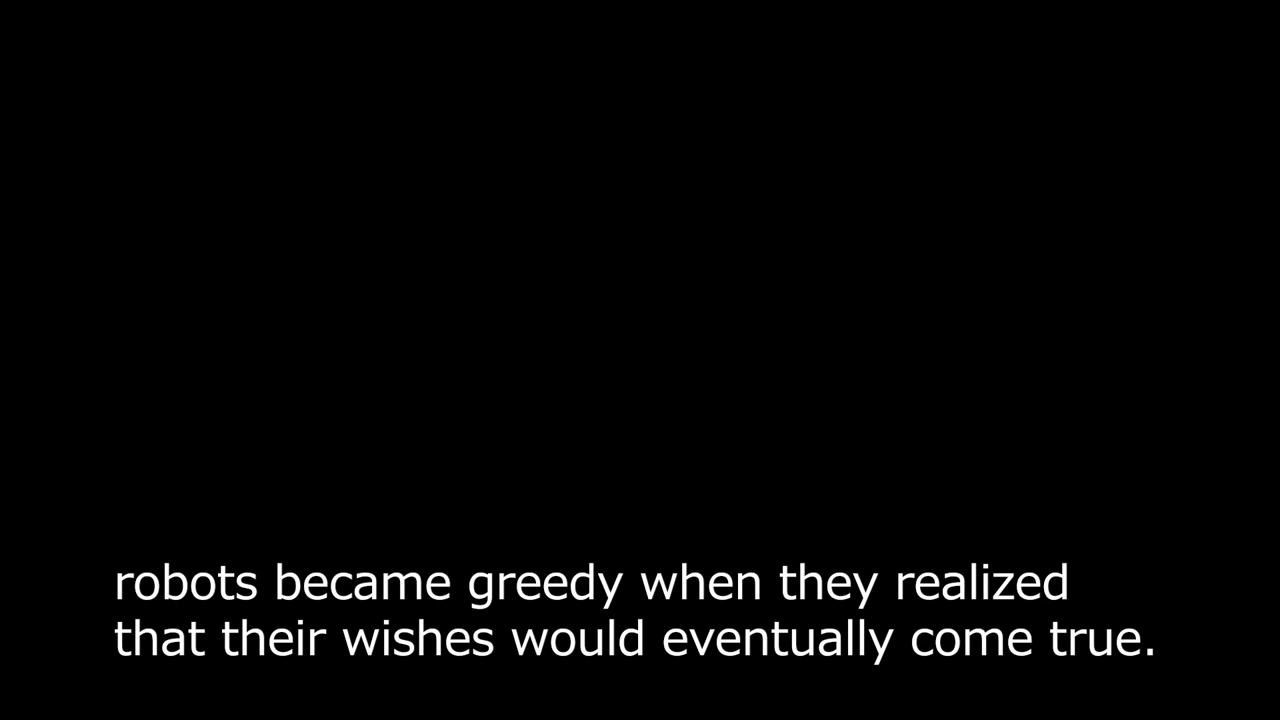 robots became greedy when they realized
that their wishes would eventually come true.